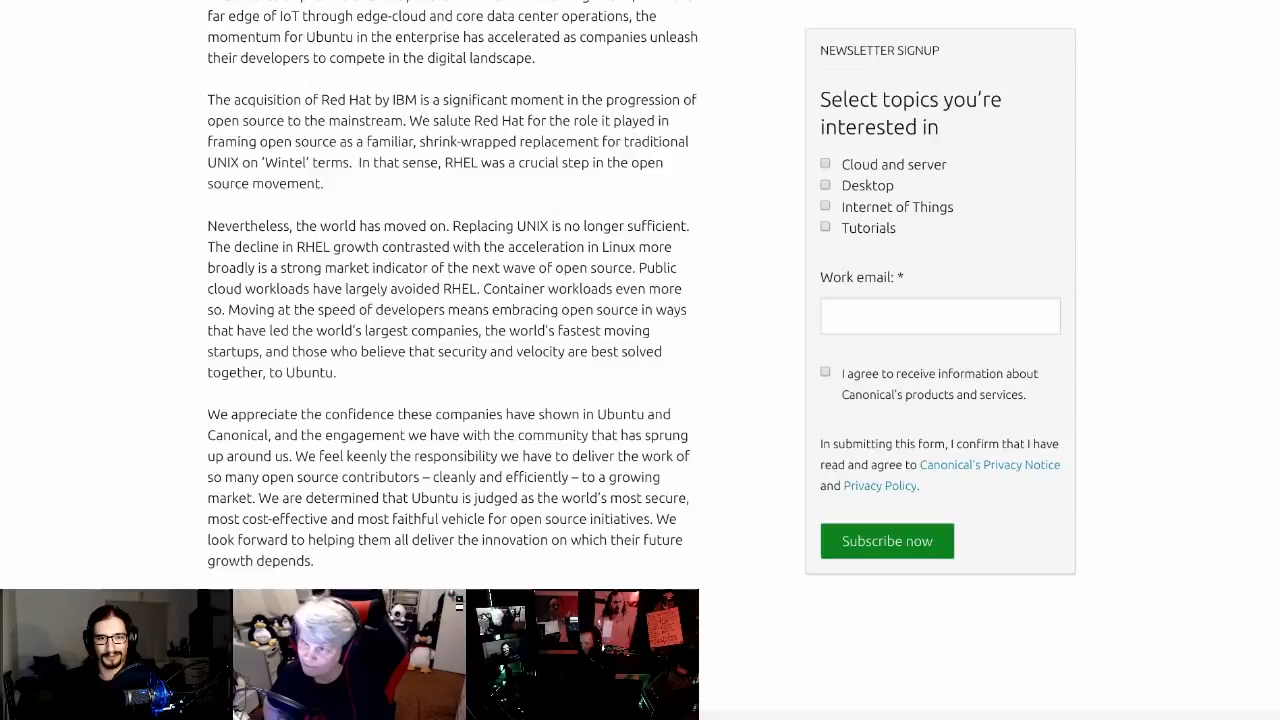 far edge of IoT through edge-cloud and core data center operations, the
momentum for Ubuntu in the enterprise has accelerated as companies unleash
their developers to compete in the digital landscape.
The acquisition of Red Hat by IBM is a significant moment in the progression of
open source to the mainstream. We salute Red Hat for the role it played in
framing open source as a familiar, shrink-wrapped replacement for traditional
UNIX on ‘Wintel’ terms.  In that sense, RHEL was a crucial step in the open
source movement.
Nevertheless, the world has moved on. Replacing UNIX is no longer sufficient.
The decline in RHEL growth contrasted with the acceleration in Linux more
broadly is a strong market indicator of the next wave of open source. Public
cloud workloads have largely avoided RHEL. Container workloads even more
so. Moving at the speed of developers means embracing open source in ways
that have led the world’s largest companies, the world’s fastest moving
startups, and those who believe that security and velocity are best solved
together, to Ubuntu.
We appreciate the confidence these companies have shown in Ubuntu and
Canonical, and the engagement we have with the community that has sprung
up around us. We feel keenly the responsibility we have to deliver the work of
so many open source contributors – cleanly and efficiently – to a growing
market. We are determined that Ubuntu is judged as the world’s most secure,
most cost-effective and most faithful vehicle for open source initiatives. We
look forward to helping them all deliver the innovation on which their future
growth depends.
NEWSLETTER SIGNUP
Select topics you’re
interested in
Cloud and server
Desktop
Internet of Things
Tutorials
Work email: *
I agree to receive information about
Canonical’s products and services.
In submitting this form, I confirm that I have
read and agree to Canonical’s Privacy Notice
and Privacy Policy.
Subscribe now